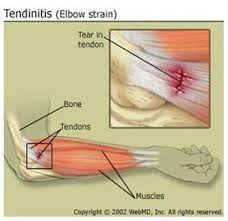 Tendinitis (Elbow strain)
Tear in
tendon
Bone
Tendons
Muscles
Copyright © 2002 WebMD, Inc. All rights reserved.